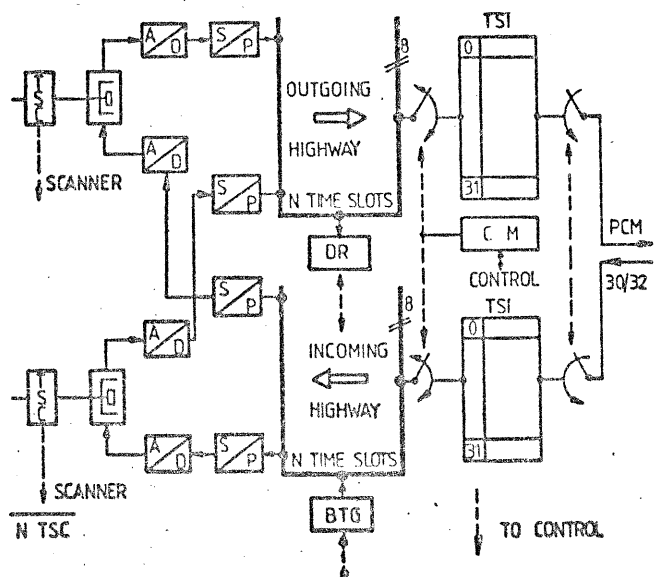 TSI
A
D
S
P
8
0
TSC
OUTGOING
HIGHWAY
SCANNER
A
D
S
P
N TIME SLOTS
31
DR
C M
PCM
CONTROL
30/32
S
P
8
TSI
0
A
D
INCOMING
HIGHWAY
TSC
A
D
S
P
N TIME SLOTS
31
SCANNER
BTG
N TSC
TO CONTROL